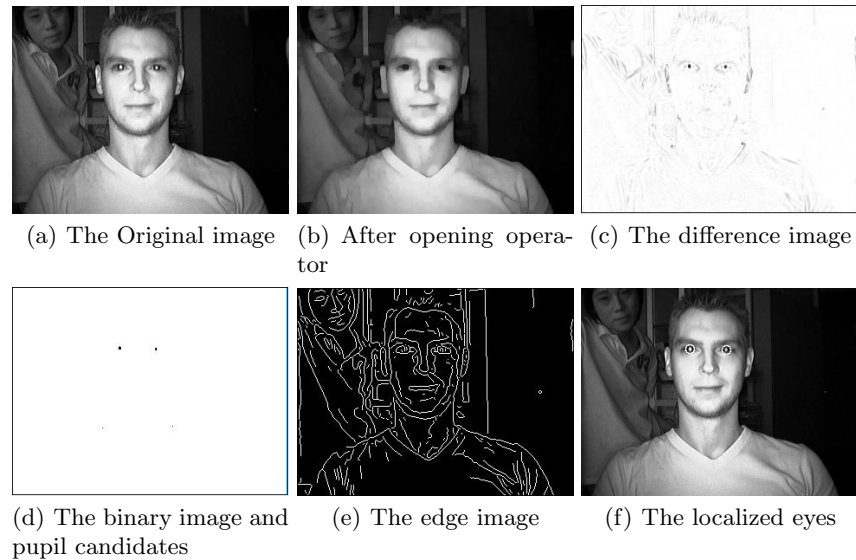 (a) The Original image
(b) After opening opera-
tor
(c) The difference image
(d) The binary image and
pupil candidates
(e) The edge image
(f) The localized eyes